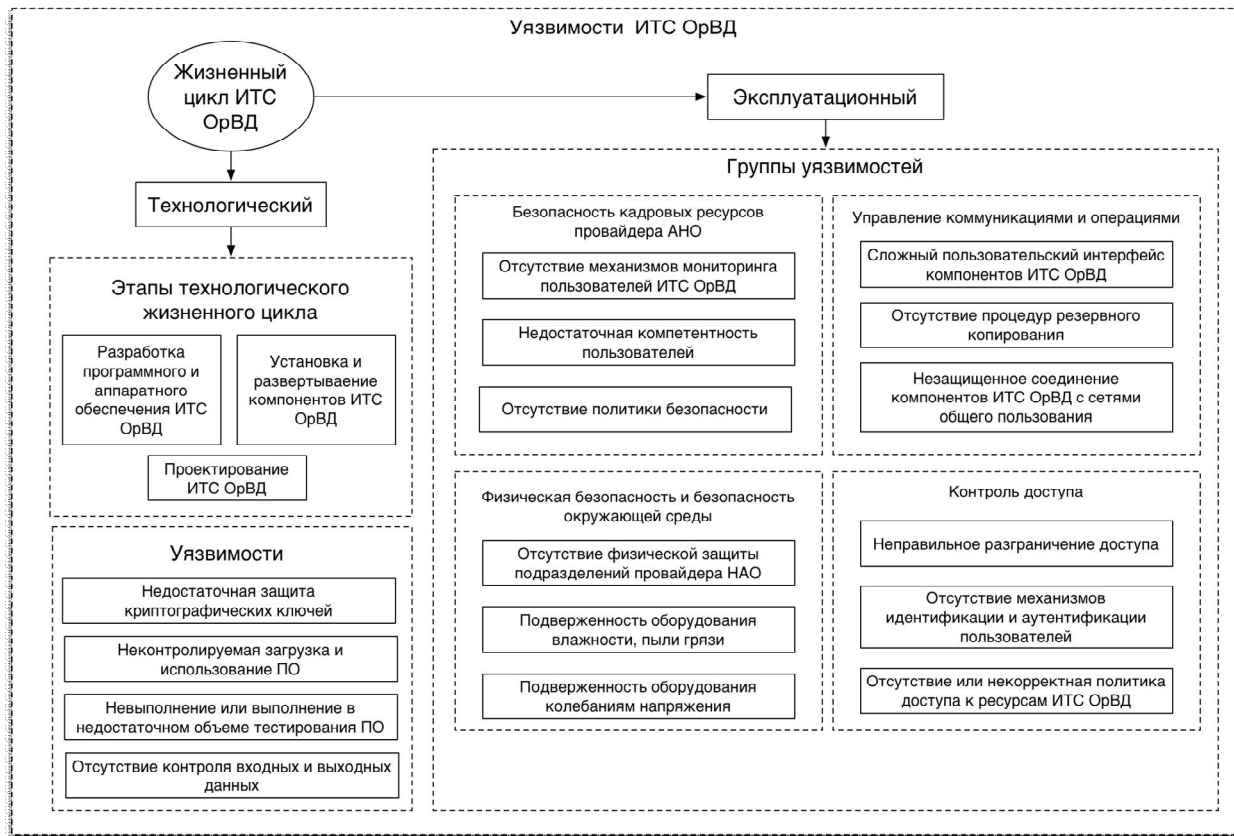 Уязвимости ИТС ОрВД
Жизненный
цикл ИТС
ОрВД
Эксплуатационный
Технологический
Этапы технологического
жизненного цикла
Разработка
программного и
аппаратного
обеспечения ИТС
ОрВД
Установка и
развертываение
компонентов ИТС
ОрВД
Проектирование
ИТС ОрВД
Уязвимости
Недостаточная защита
криптографических ключей
Неконтролируемая загрузка и
использование ПО
Невыполнение или выполнение в
недостаточном объеме тестирования ПО
Отсутствие контроля входных и выходных
данных
Группы уязвимостей
Безопасность кадровых ресурсов
провайдера АНО
Отсутствие механизмов мониторинга
пользователей ИТС ОрВД
Недостаточная компетентность
пользователей
Отсутствие политики безопасности
Управление коммуникациями и операциями
Сложный пользовательский интерфейс
компонентов ИТС ОрВД
Отсутствие процедур резервного
копирования
Незащищенное соединение
компонентов ИТС ОрВД с сетями
общего пользования
Физическая безопасность и безопасность
окружающей среды
Отсутствие физической защиты
подразделений провайдера НАО
Подверженность оборудования
влажности, пыли грязи
Подверженность оборудования
колебаниям напряжения
Контроль доступа
Неправильное разграничение доступа
Отсутствие механизмов
идентификации и аутентификации
пользователей
Отсутствие или некорректная политика
доступа к ресурсам ИТС ОрВД